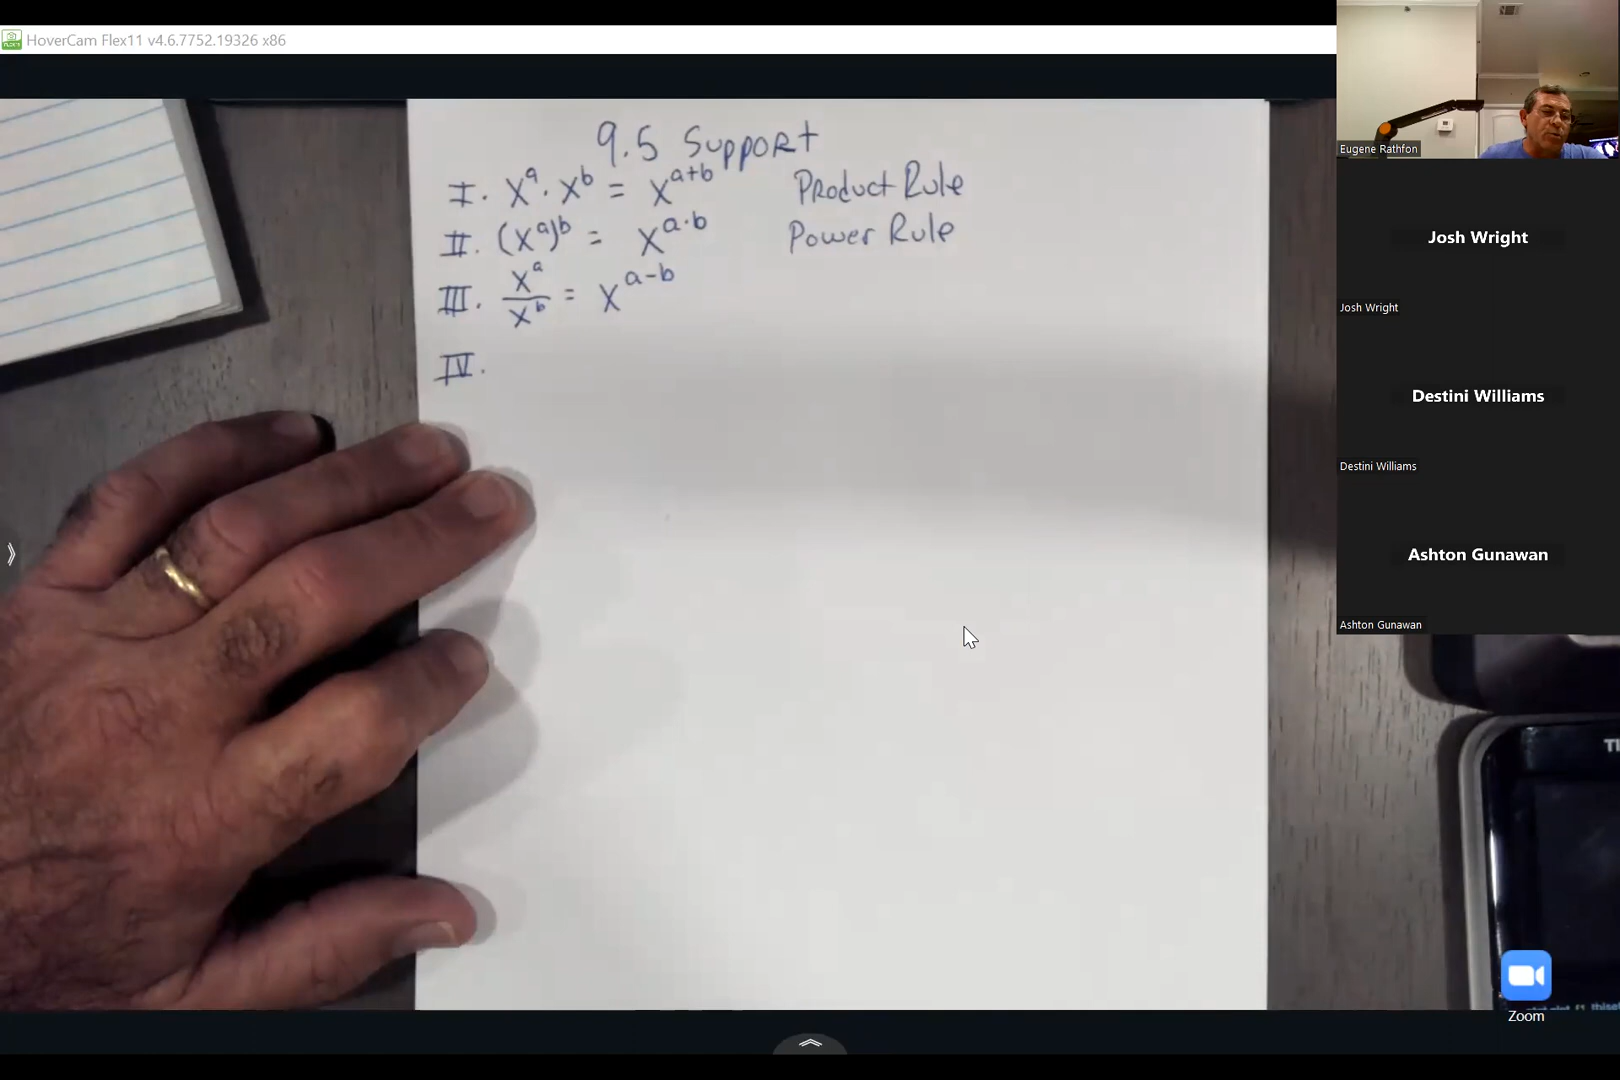 HoverCam Flex11 v4.6.7752.19326 x86
9.5 Support
I. x^a · x^b = x^{a+b} Product Rule
II. (x^a)^b = x^{a·b} Power Rule
III. x^a / x^b = x^{a-b}
IV.
Eugene Rathfon
Josh Wright
Josh Wright
Destini Williams
Destini Williams
Ashton Gunawan
Ashton Gunawan
Zoom